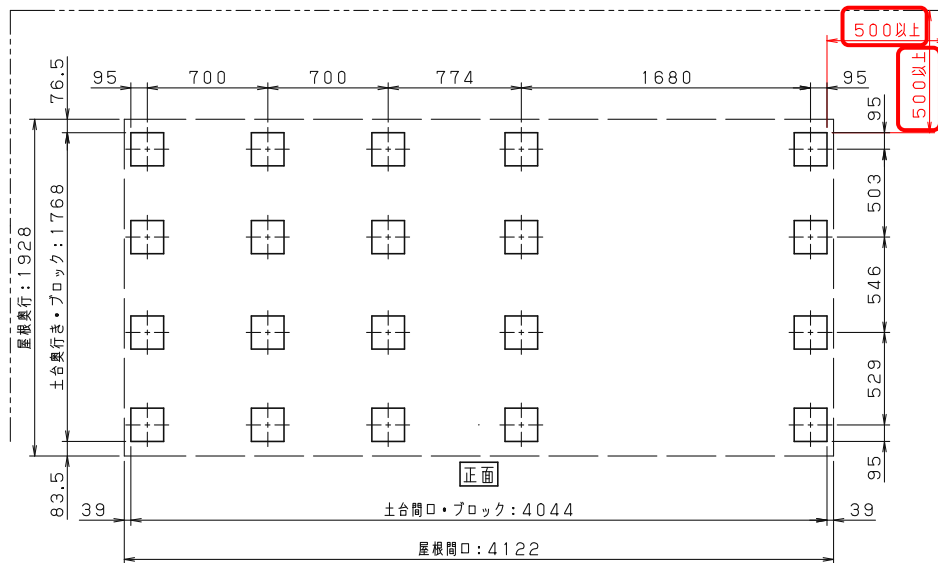 500以上
500以上
95
700
700
774
1680
95
76.5
95
503
546
529
95
屋根奥行：1928
土台奥行き・ブロック：1768
83.5
正面
39
土台間口・ブロック：4044
39
屋根間口：4122